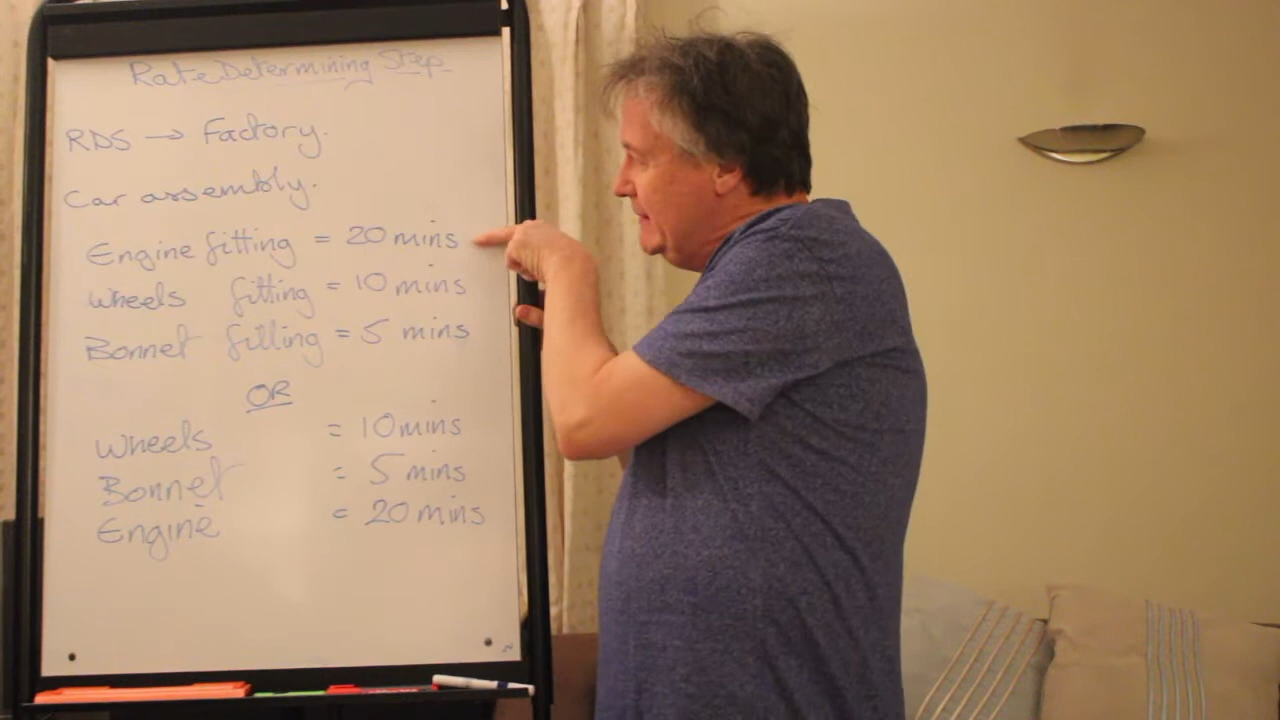 Rate Determining Step
RDS → Factory.
Car assembly.
Engine fitting = 20 mins
Wheels fitting = 10 mins
Bonnet fitting = 5 mins
OR
Wheels = 10 mins
Bonnet = 5 mins
Engine = 20 mins